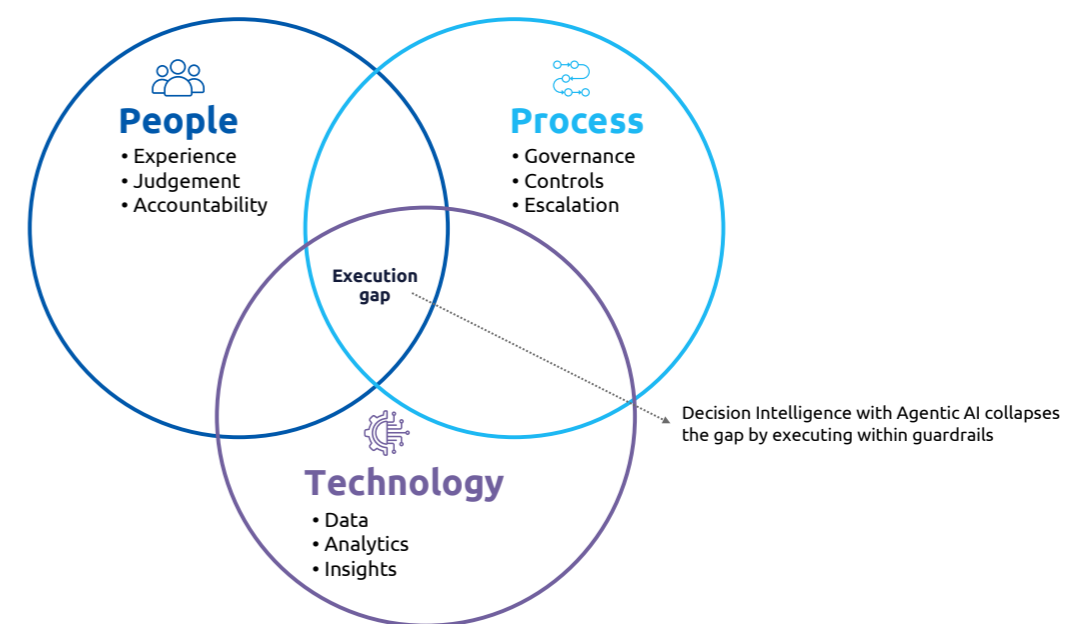 People
• Experience
• Judgement
• Accountability
Process
• Governance
• Controls
• Escalation
Execution
gap
Decision Intelligence with Agentic AI collapses
the gap by executing within guardrails
Technology
• Data
• Analytics
• Insights